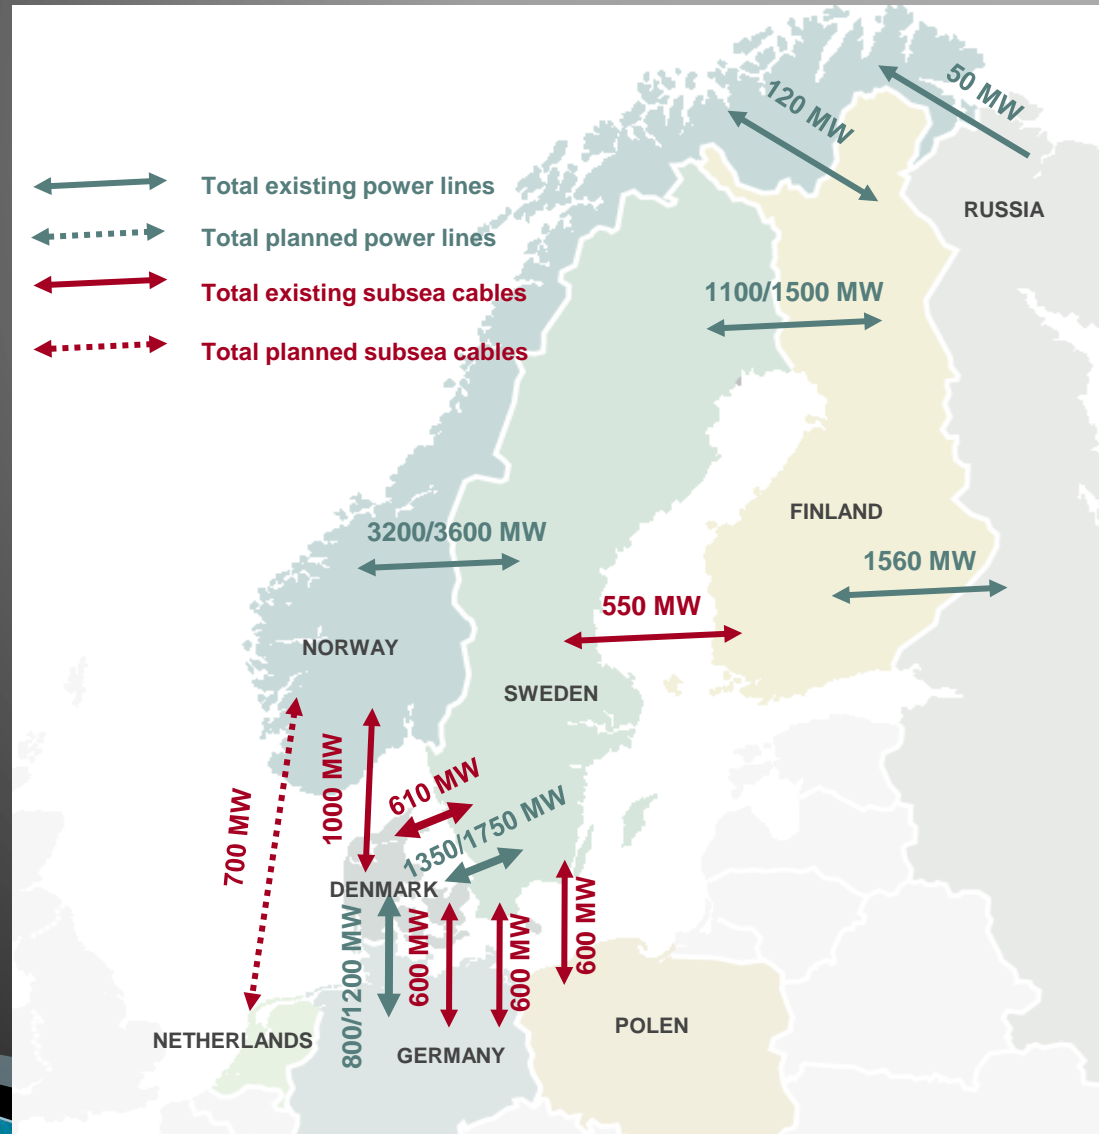 50 MW
120 MW
Total existing power lines
RUSSIA
Total planned power lines
Total existing subsea cables
1100/1500 MW
Total planned subsea cables
FINLAND
3200/3600 MW
1560 MW
550 MW
NORWAY
SWEDEN
700 MW
1000 MW
610 MW
1350/1750 MW
DENMARK
800/1200 MW
600 MW
600 MW
600 MW
POLEN
NETHERLANDS
GERMANY